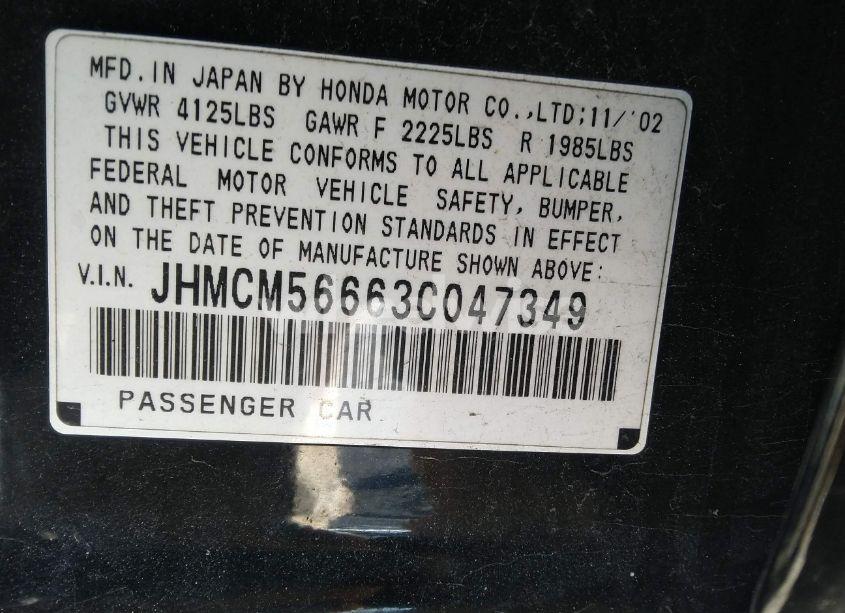 MFD. IN JAPAN BY HONDA MOTOR CO.,LTD;11/'02
GVWR 4125LBS GAWR F 2225LBS R 1985LBS
THIS VEHICLE CONFORMS TO ALL APPLICABLE
FEDERAL MOTOR VEHICLE SAFETY, BUMPER,
AND THEFT PREVENTION STANDARDS IN EFFECT
ON THE DATE OF MANUFACTURE SHOWN ABOVE:
V.I.N. JHMCM56663C047349
PASSENGER CAR